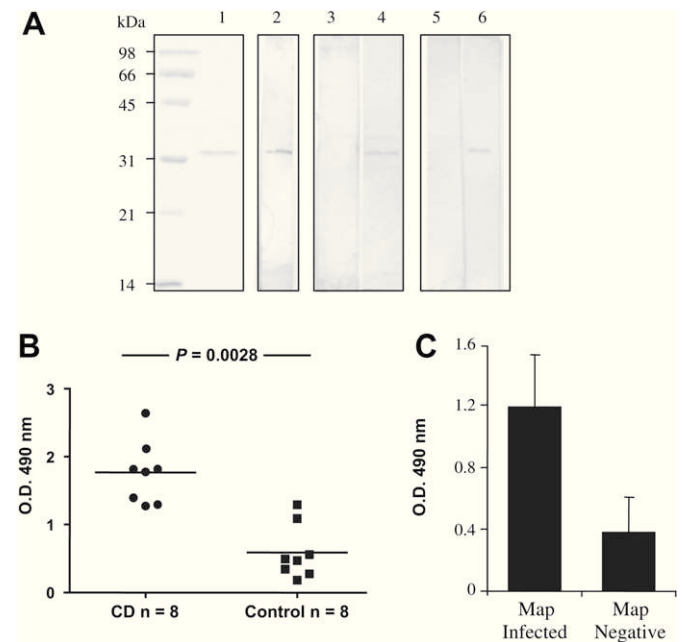 A
kDa 1 2 3 4 5 6
98
66
45
31
21
14
B
P = 0.0028
3
2
1
0
O.D. 490 nm
CD n = 8 Control n = 8
C
1.6
1.2
0.8
0.4
0
O.D. 490 nm
Map Infected
Map Negative